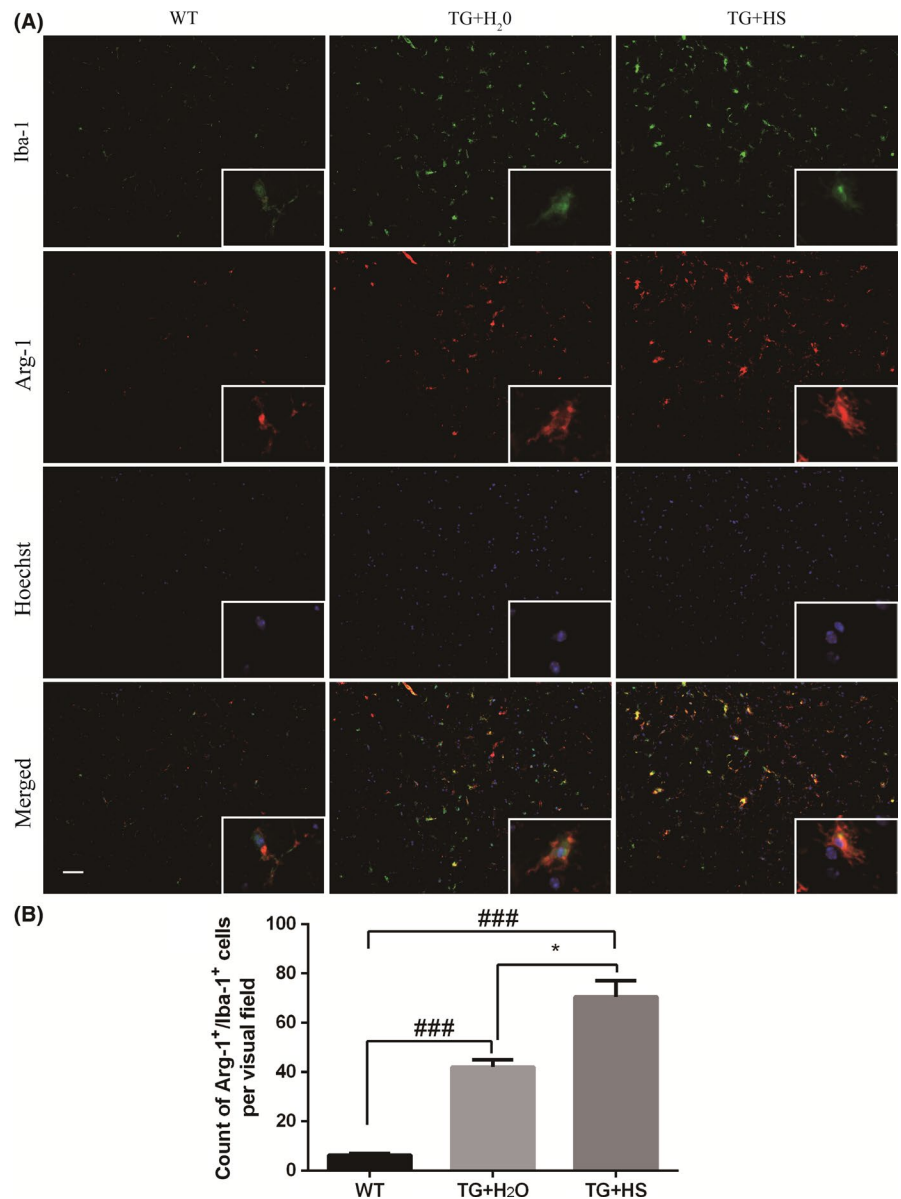 (A)
WT TG+H₂0 TG+HS
Iba-1
Arg-1
Hoechst
Merged
(B)
Count of Arg-1⁺/Iba-1⁺ cells
per visual field
100
80
60
40
20
0
###
*
###
WT TG+H₂O TG+HS